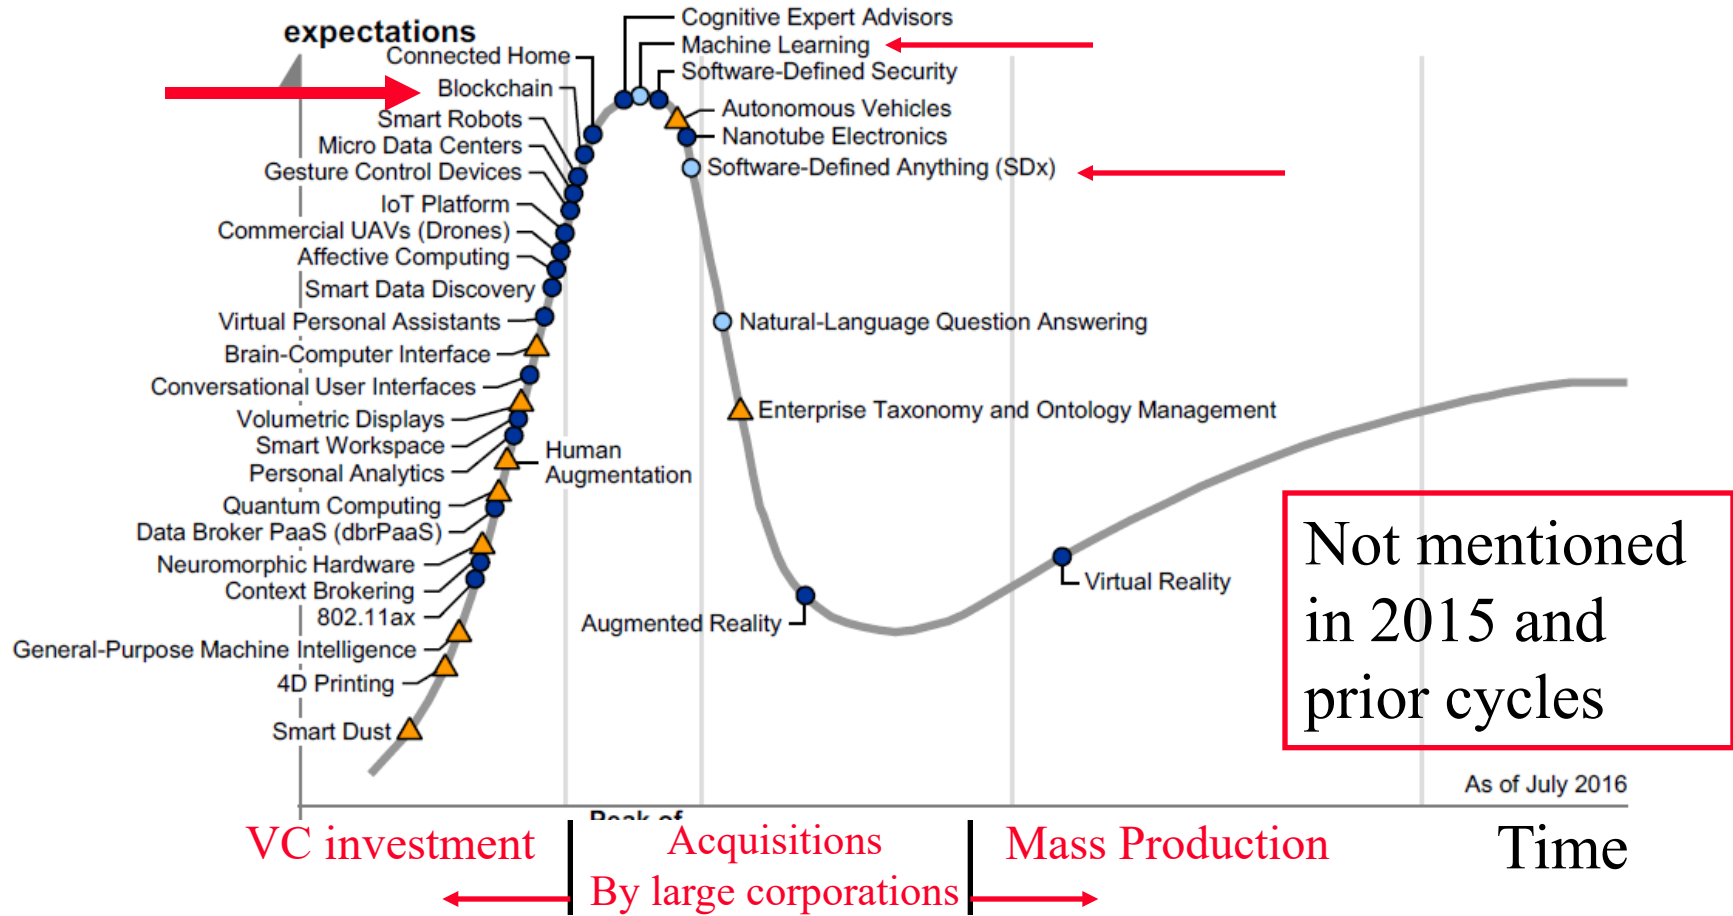 expectations
Cognitive Expert Advisors
Machine Learning
Connected Home
Software-Defined Security
Blockchain
Autonomous Vehicles
Smart Robots
Nanotube Electronics
Micro Data Centers
Software-Defined Anything (SDx)
Gesture Control Devices
IoT Platform
Commercial UAVs (Drones)
Affective Computing
Smart Data Discovery
Virtual Personal Assistants
Natural-Language Question Answering
Brain-Computer Interface
Conversational User Interfaces
Enterprise Taxonomy and Ontology Management
Volumetric Displays
Smart Workspace
Human
Augmentation
Personal Analytics
Quantum Computing
Data Broker PaaS (dbrPaaS)
Neuromorphic Hardware
Context Brokering
802.11ax
Virtual Reality
Augmented Reality
General-Purpose Machine Intelligence
4D Printing
Smart Dust
Not mentioned
in 2015 and
prior cycles
As of July 2016
Peak of
VC investment
Acquisitions
By large corporations
Mass Production
Time